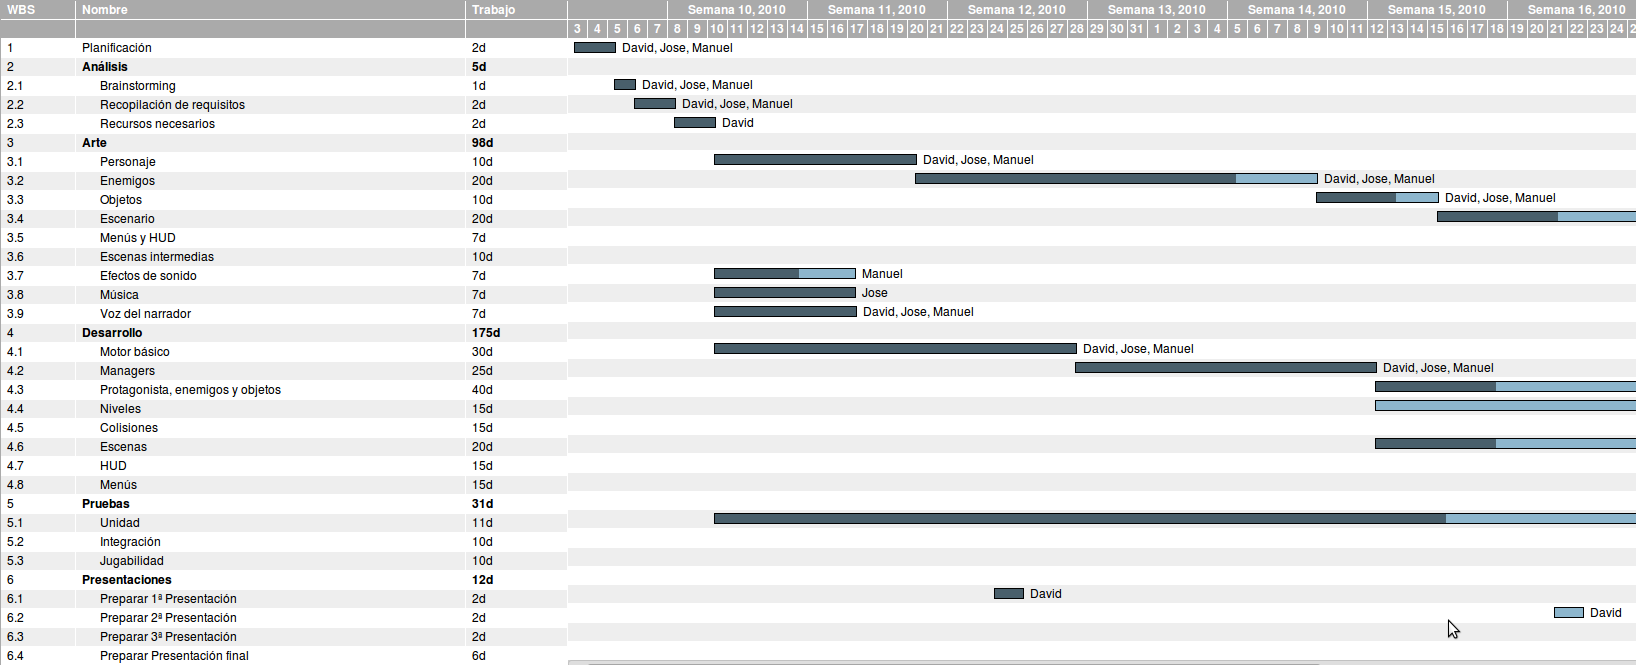 WBS Nombre Trabajo Semana 10, 2010 Semana 11, 2010 Semana 12, 2010 Semana 13, 2010 Semana 14, 2010 Semana 15, 2010 Semana 16, 2010
3 4 5 6 7 8 9 10 11 12 13 14 15 16 17 18 19 20 21 22 23 24 25 26 27 28 29 30 31 1 2 3 4 5 6 7 8 9 10 11 12 13 14 15 16 17 18 19 20 21 22 23 24
1 Planificación 2d David, Jose, Manuel
2 Análisis 5d
2.1 Brainstorming 1d David, Jose, Manuel
2.2 Recopilación de requisitos 2d David, Jose, Manuel
2.3 Recursos necesarios 2d David
3 Arte 98d
3.1 Personaje 10d David, Jose, Manuel
3.2 Enemigos 20d David, Jose, Manuel
3.3 Objetos 10d David, Jose, Manuel
3.4 Escenario 20d
3.5 Menús y HUD 7d
3.6 Escenas intermedias 10d
3.7 Efectos de sonido 7d Manuel
3.8 Música 7d Jose
3.9 Voz del narrador 7d David, Jose, Manuel
4 Desarrollo 175d
4.1 Motor básico 30d David, Jose, Manuel
4.2 Managers 25d David, Jose, Manuel
4.3 Protagonista, enemigos y objetos 40d
4.4 Niveles 15d
4.5 Colisiones 15d
4.6 Escenas 20d
4.7 HUD 15d
4.8 Menús 15d
5 Pruebas 31d
5.1 Unidad 11d
5.2 Integración 10d
5.3 Jugabilidad 10d
6 Presentaciones 12d
6.1 Preparar 1ª Presentación 2d David
6.2 Preparar 2ª Presentación 2d David
6.3 Preparar 3ª Presentación 2d
6.4 Preparar Presentación final 6d